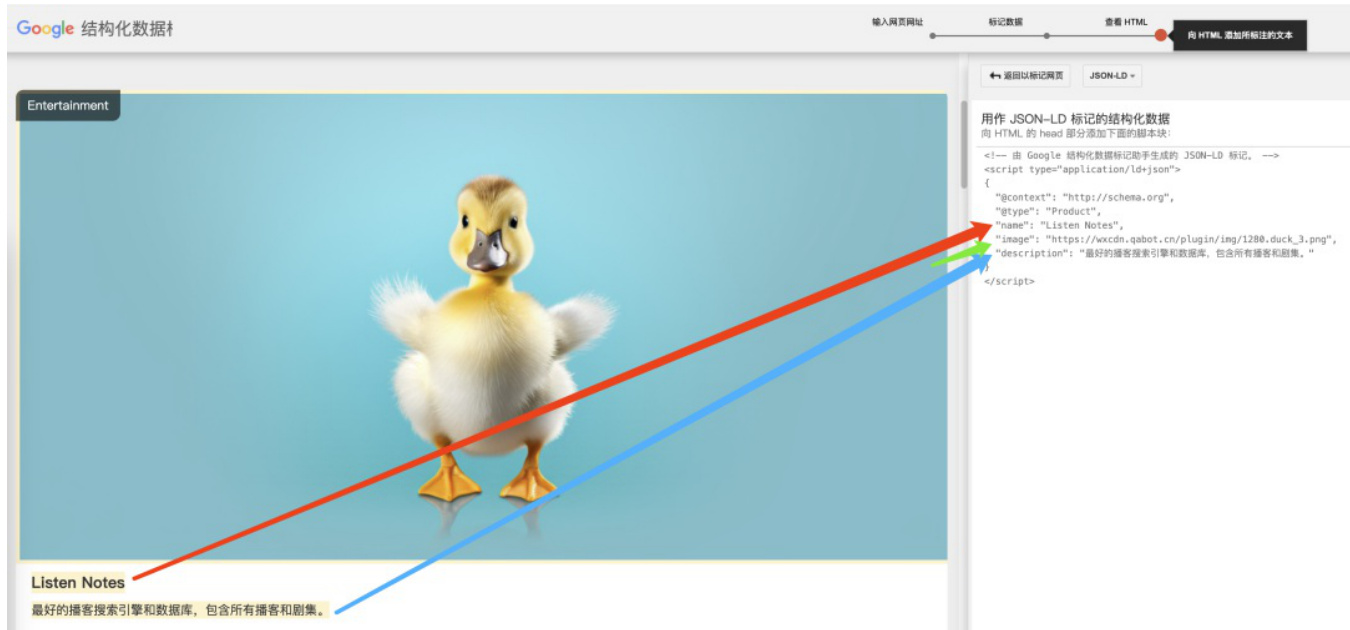 Google 结构化数据标
输入网页网址
标记数据
查看 HTML
向 HTML 添加所标注的文本
Entertainment
返回以标记网页
JSON-LD
用作 JSON-LD 标记的结构化数据
向 HTML 的 head 部分添加下面的脚本块:
<!-- 由 Google 结构化数据标记助手生成的 JSON-LD 标记。 -->
<script type="application/ld+json">
{
"@context": "http://schema.org",
"@type": "Product",
"name": "Listen Notes",
"image": "https://wxcdn.qabot.cn/plugin/img/1280.duck_3.png",
"description": "最好的播客搜索引擎和数据库，包含所有播客和剧集。"
}
</script>
Listen Notes
最好的播客搜索引擎和数据库，包含所有播客和剧集。